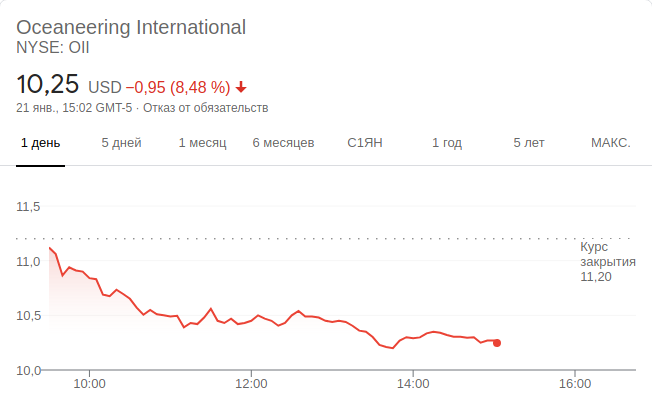 Oceaneering International
NYSE: OII
10,25 USD −0,95 (8,48 %) 🡇
21 янв., 15:02 GMT-5 · Отказ от обязательств
1 день 5 дней 1 месяц 6 месяцев С1ЯН 1 год 5 лет МАКС.
11,5
Курс
закрытия
11,20
11,0
10,5
10,0
10:00 12:00 14:00 16:00